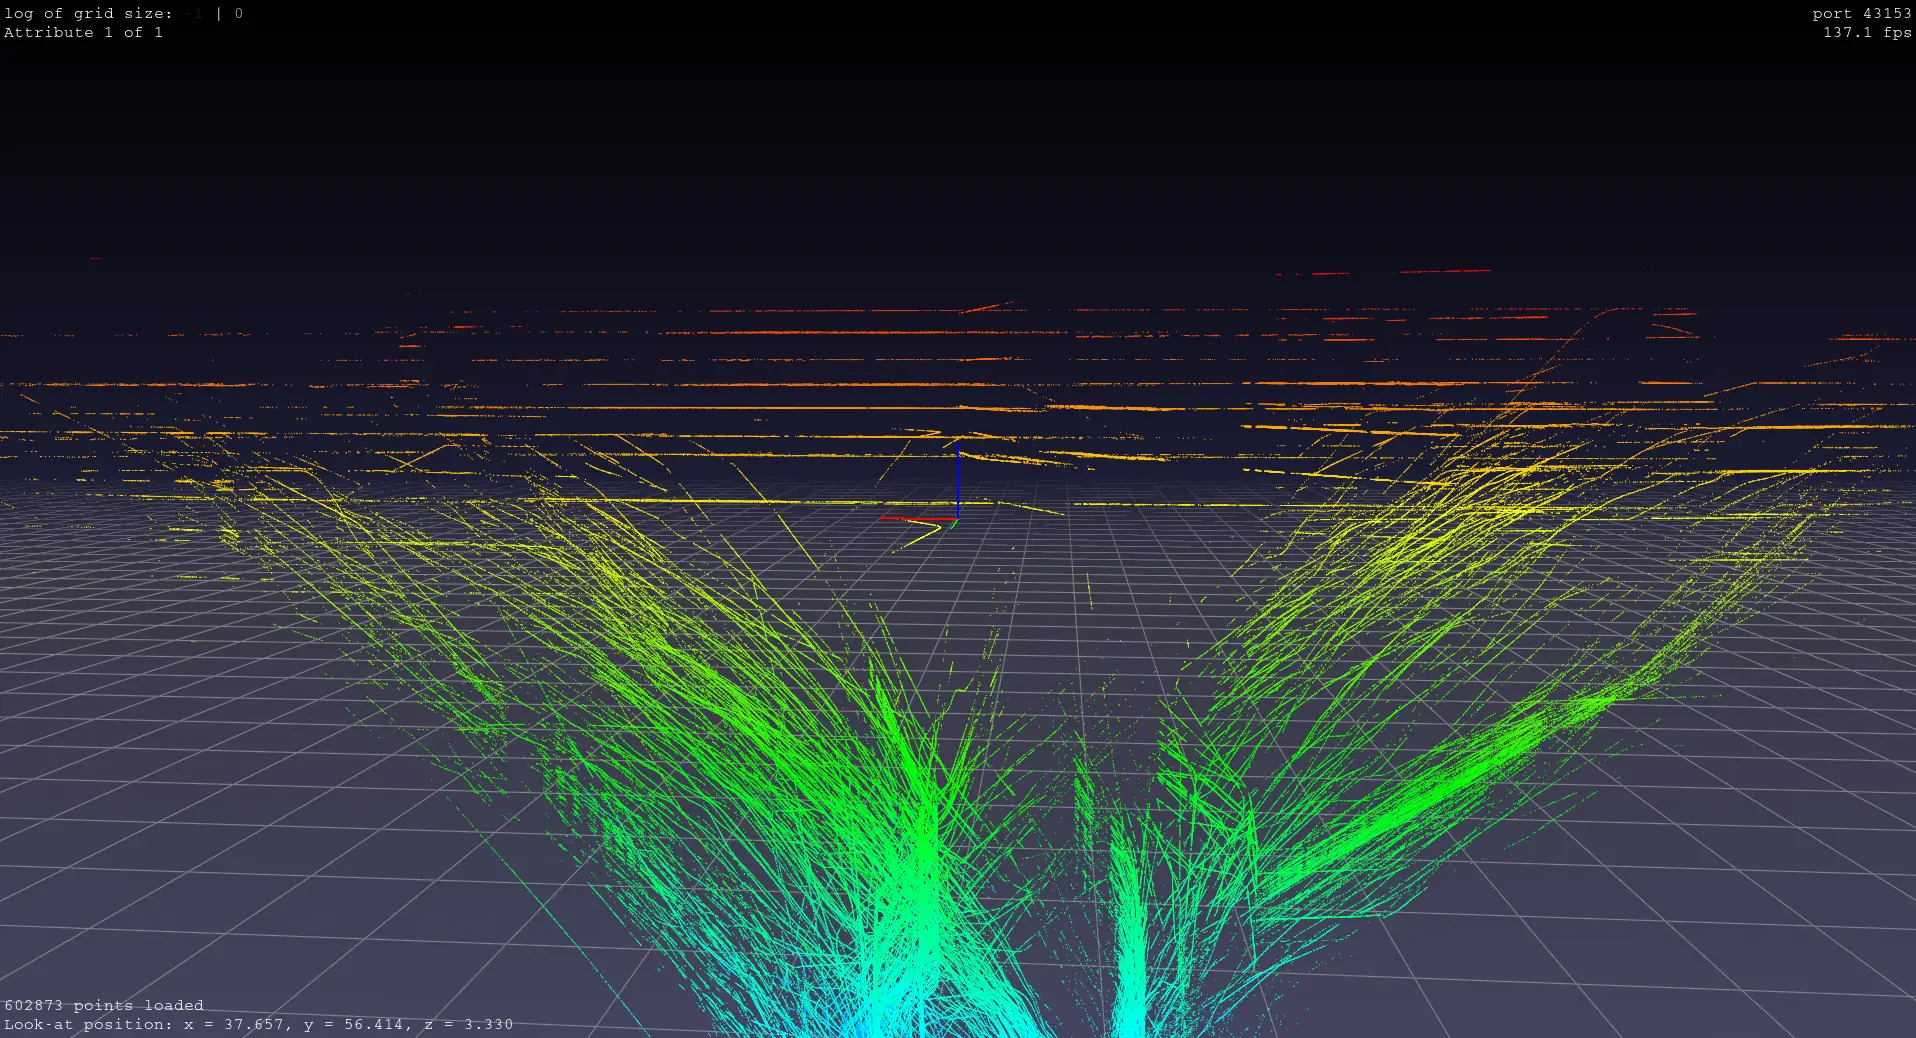 log of grid size: -1 | 0
Attribute 1 of 1
port 43153
137.1 fps
602873 points loaded
Look-at position: x = 37.657, y = 56.414, z = 3.330